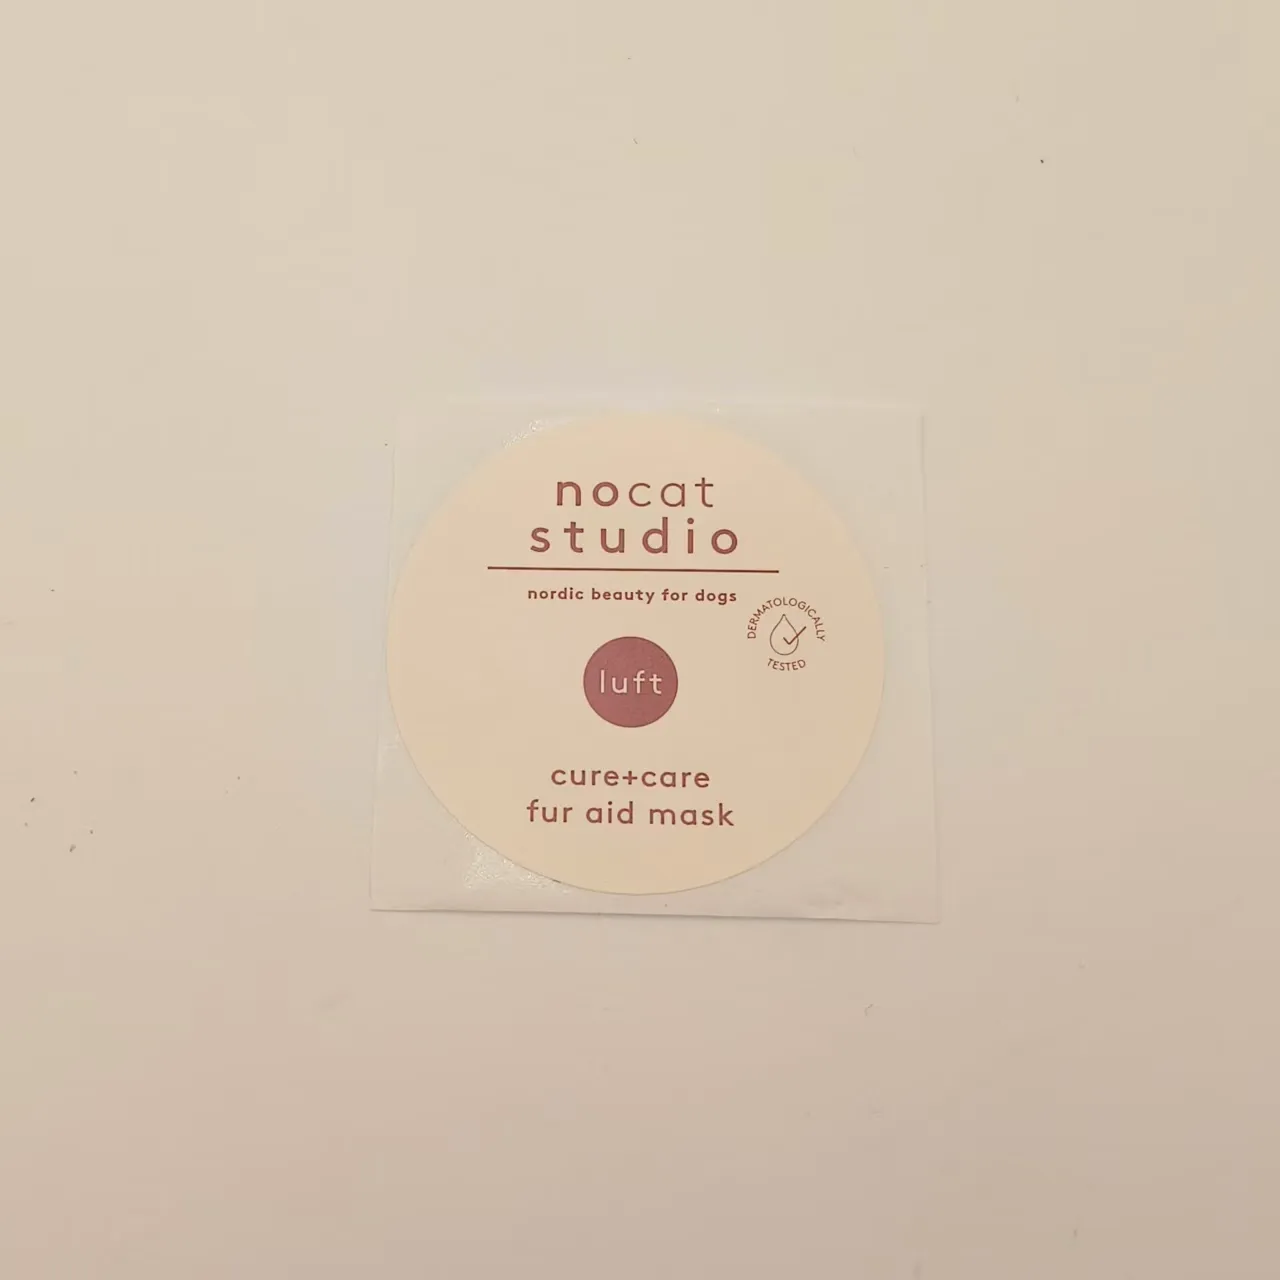 nocat
studio
nordic beauty for dogs
DERMATOLOGICALLY
TESTED
luft
cure+care
fur aid mask